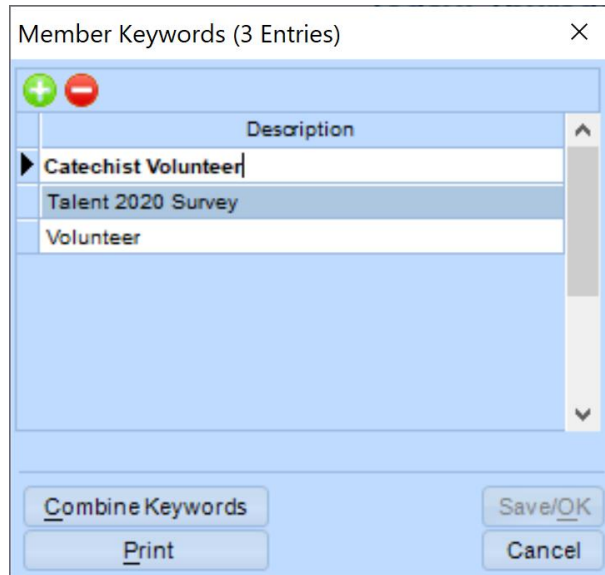 Member Keywords (3 Entries)
Description
Catechist Volunteer
Talent 2020 Survey
Volunteer
Combine Keywords
Save/OK
Print
Cancel